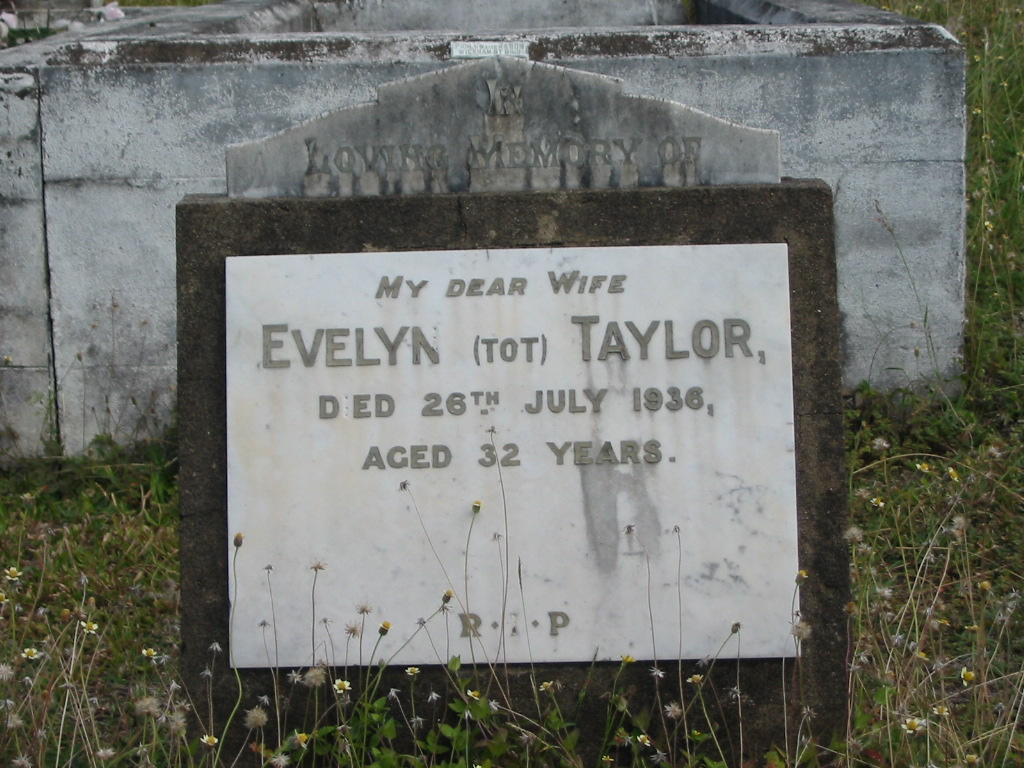 IN
LOVING MEMORY OF
MY DEAR WIFE
EVELYN (TOT) TAYLOR,
DIED 26TH JULY 1936,
AGED 32 YEARS.
R·I·P